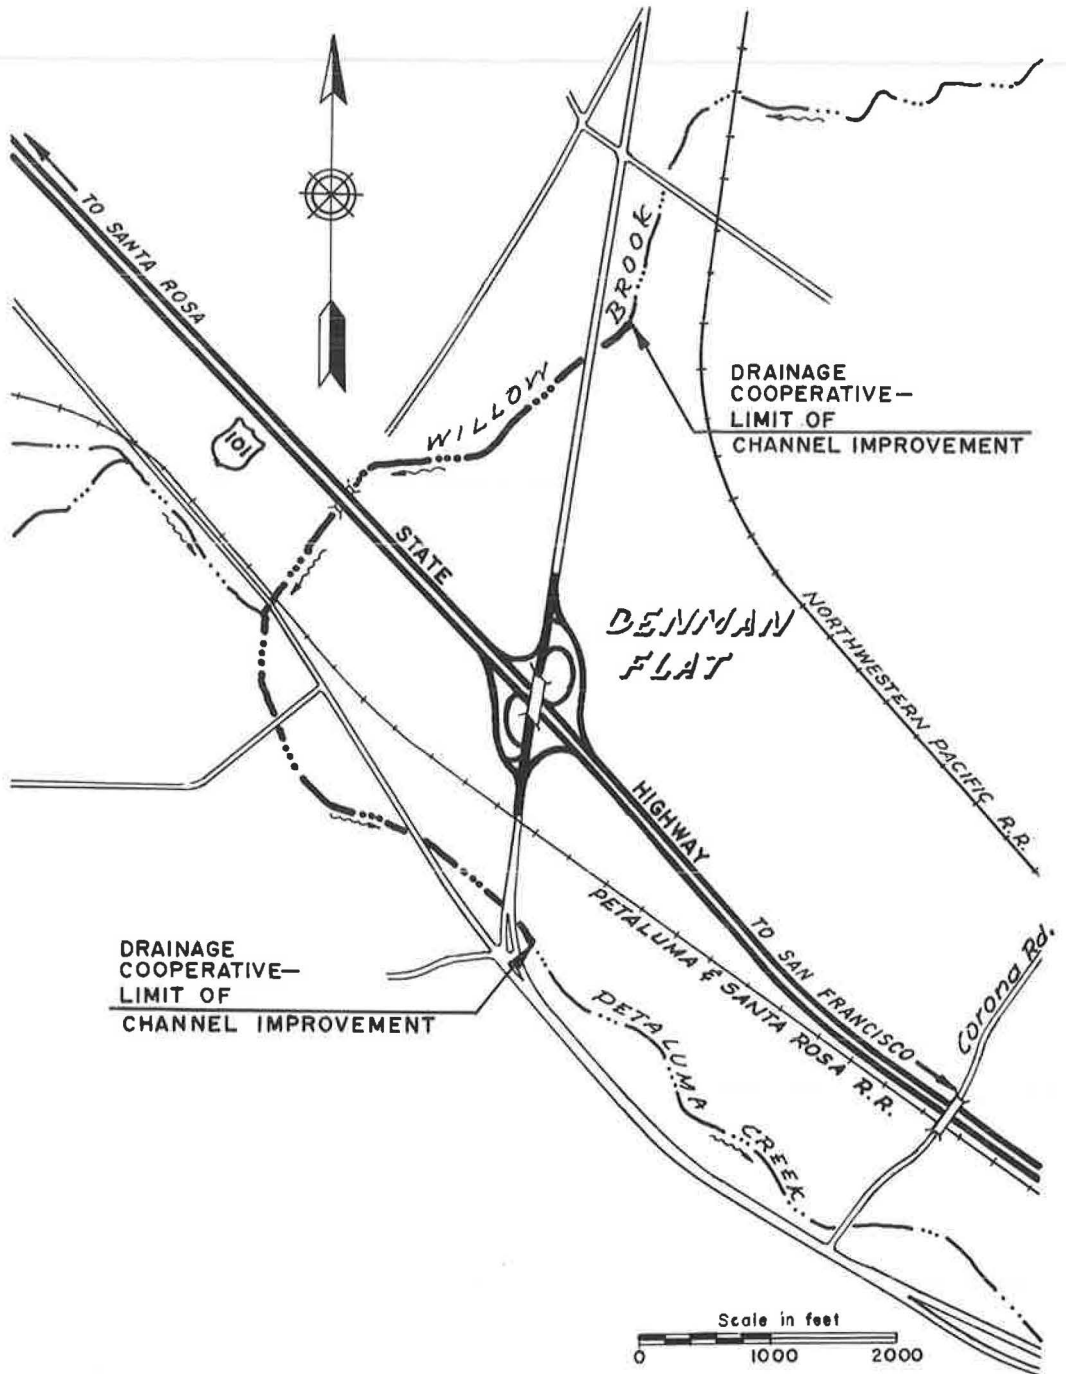 TO SANTA ROSA
WILLOW BROOK
DRAINAGE
COOPERATIVE—
LIMIT OF
CHANNEL IMPROVEMENT
101
STATE HIGHWAY
DENMAN
FLAT
NORTHWESTERN PACIFIC R.R.
TO SAN FRANCISCO
PETALUMA & SANTA ROSA R.R.
Corona Rd.
DRAINAGE
COOPERATIVE—
LIMIT OF
CHANNEL IMPROVEMENT
PETALUMA CREEK
Scale in feet
0 1000 2000